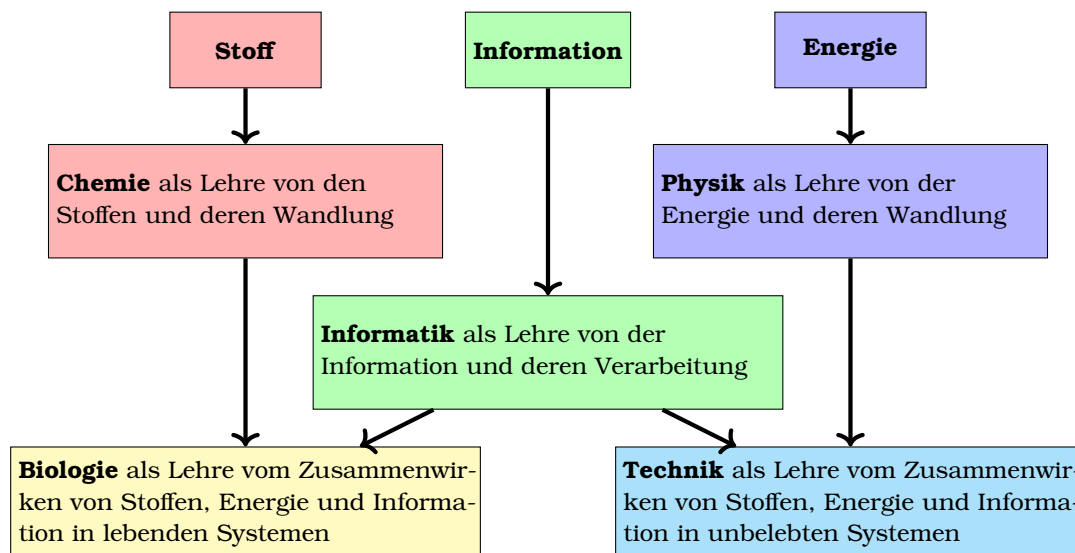 Stoff
Information
Energie
Chemie als Lehre von den
Stoffen und deren Wandlung
Physik als Lehre von der
Energie und deren Wandlung
Informatik als Lehre von der
Information und deren Verarbeitung
Biologie als Lehre vom Zusammenwir-
ken von Stoffen, Energie und Informa-
tion in lebenden Systemen
Technik als Lehre vom Zusammenwir-
ken von Stoffen, Energie und Informa-
tion in unbelebten Systemen